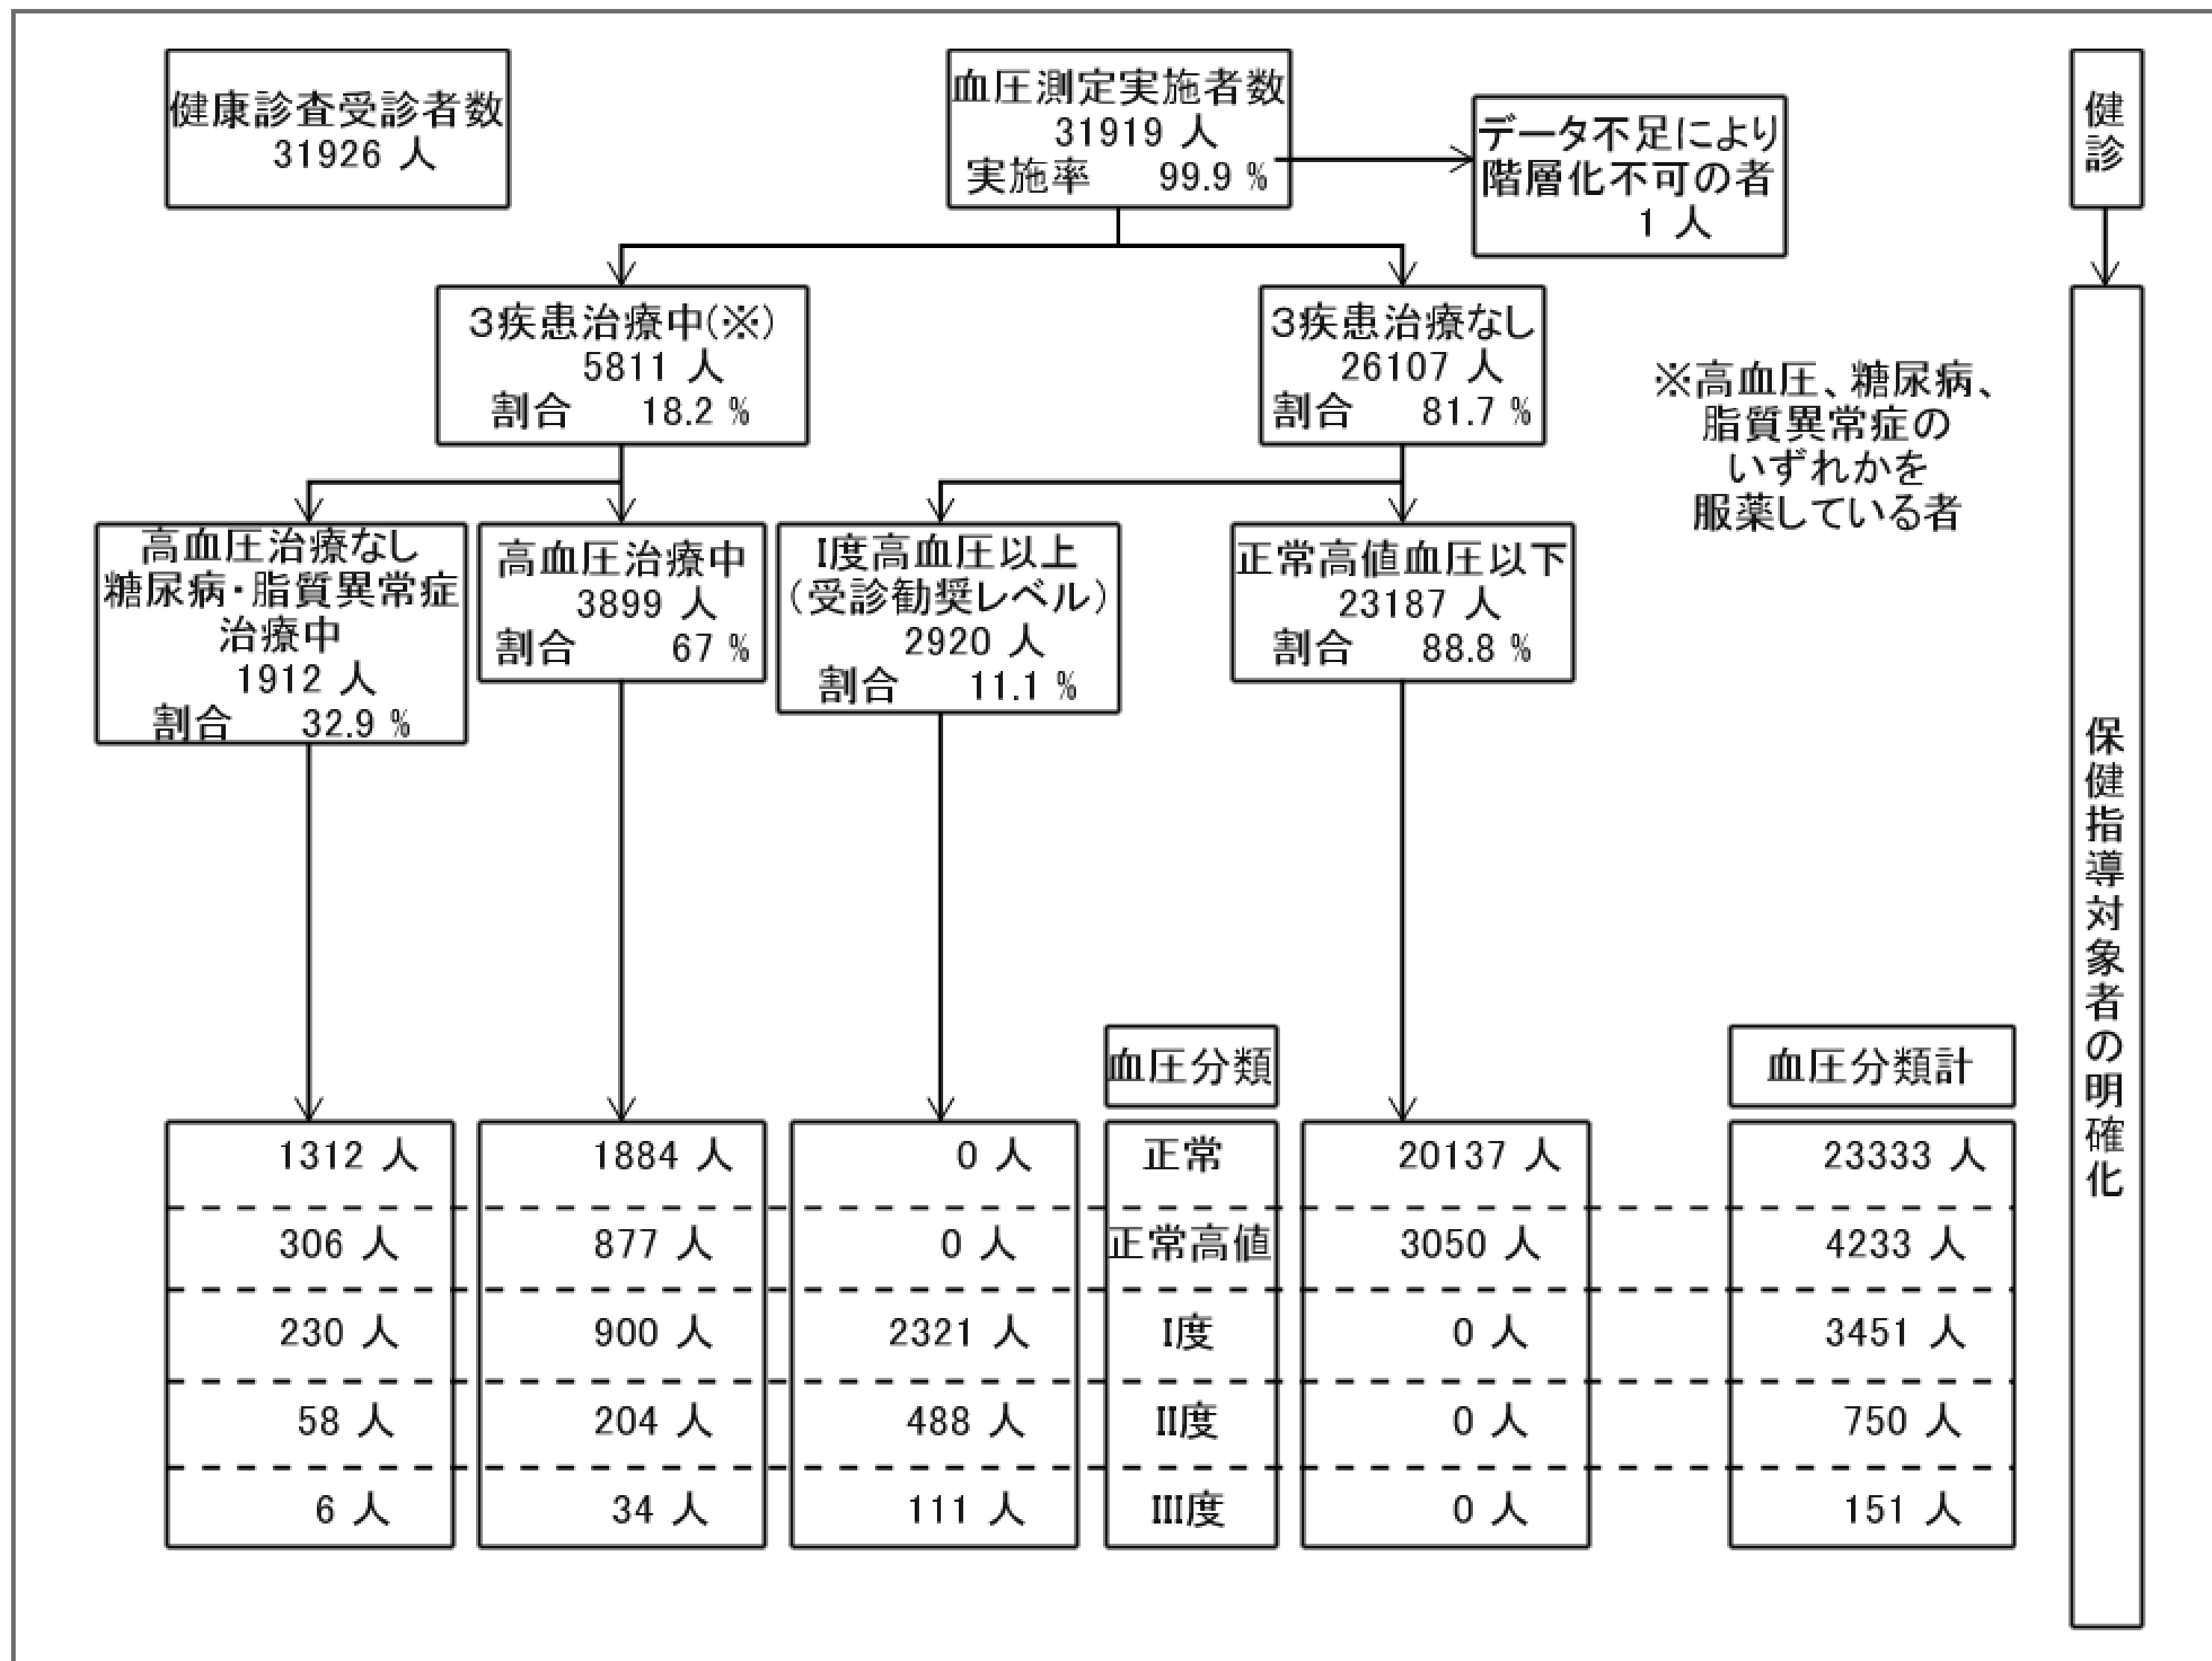 健康診査受診者数
31926 人
血圧測定実施者数
31919 人
実施率 99.9 %
データ不足により
階層化不可の者
1 人
健診
3疾患治療中(※)
5811 人
割合 18.2 %
3疾患治療なし
26107 人
割合 81.7 %
※高血圧、糖尿病、
脂質異常症の
いずれかを
服薬している者
高血圧治療なし
糖尿病・脂質異常症
治療中
1912 人
割合 32.9 %
高血圧治療中
3899 人
割合 67 %
I度高血圧以上
(受診勧奨レベル)
2920 人
割合 11.1 %
正常高値血圧以下
23187 人
割合 88.8 %
保健指導対象者の明確化
血圧分類
血圧分類計
1312 人 1884 人 0 人 正常 20137 人 23333 人
306 人 877 人 0 人 正常高値 3050 人 4233 人
230 人 900 人 2321 人 I度 0 人 3451 人
58 人 204 人 488 人 II度 0 人 750 人
6 人 34 人 111 人 III度 0 人 151 人